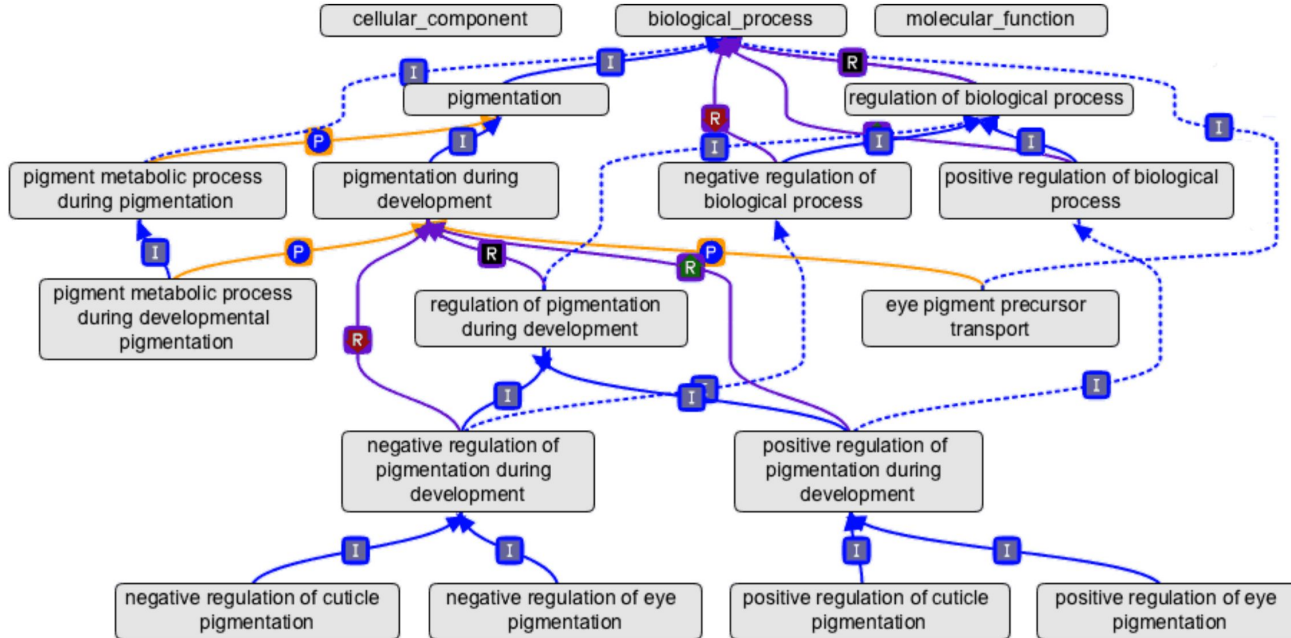 cellular_component
biological_process
molecular_function
I
I
R
pigmentation
regulation of biological process
R
I
P
I
I
I
I
pigment metabolic process
during pigmentation
pigmentation during
development
negative regulation of
biological process
positive regulation of biological
process
I
P
R
P
R
pigment metabolic process
during developmental
pigmentation
regulation of pigmentation
during development
eye pigment precursor
transport
R
I
I
I
negative regulation of
pigmentation during
development
positive regulation of
pigmentation during
development
I
I
I
I
negative regulation of cuticle
pigmentation
negative regulation of eye
pigmentation
positive regulation of cuticle
pigmentation
positive regulation of eye
pigmentation